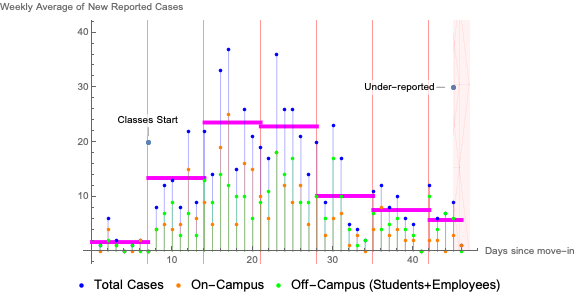 Weekly Average of New Reported Cases
40
30
Under-reported
Classes Start
20
10
10
20
30
40
Days since move-in
Total Cases
On-Campus
Off-Campus (Students+Employees)